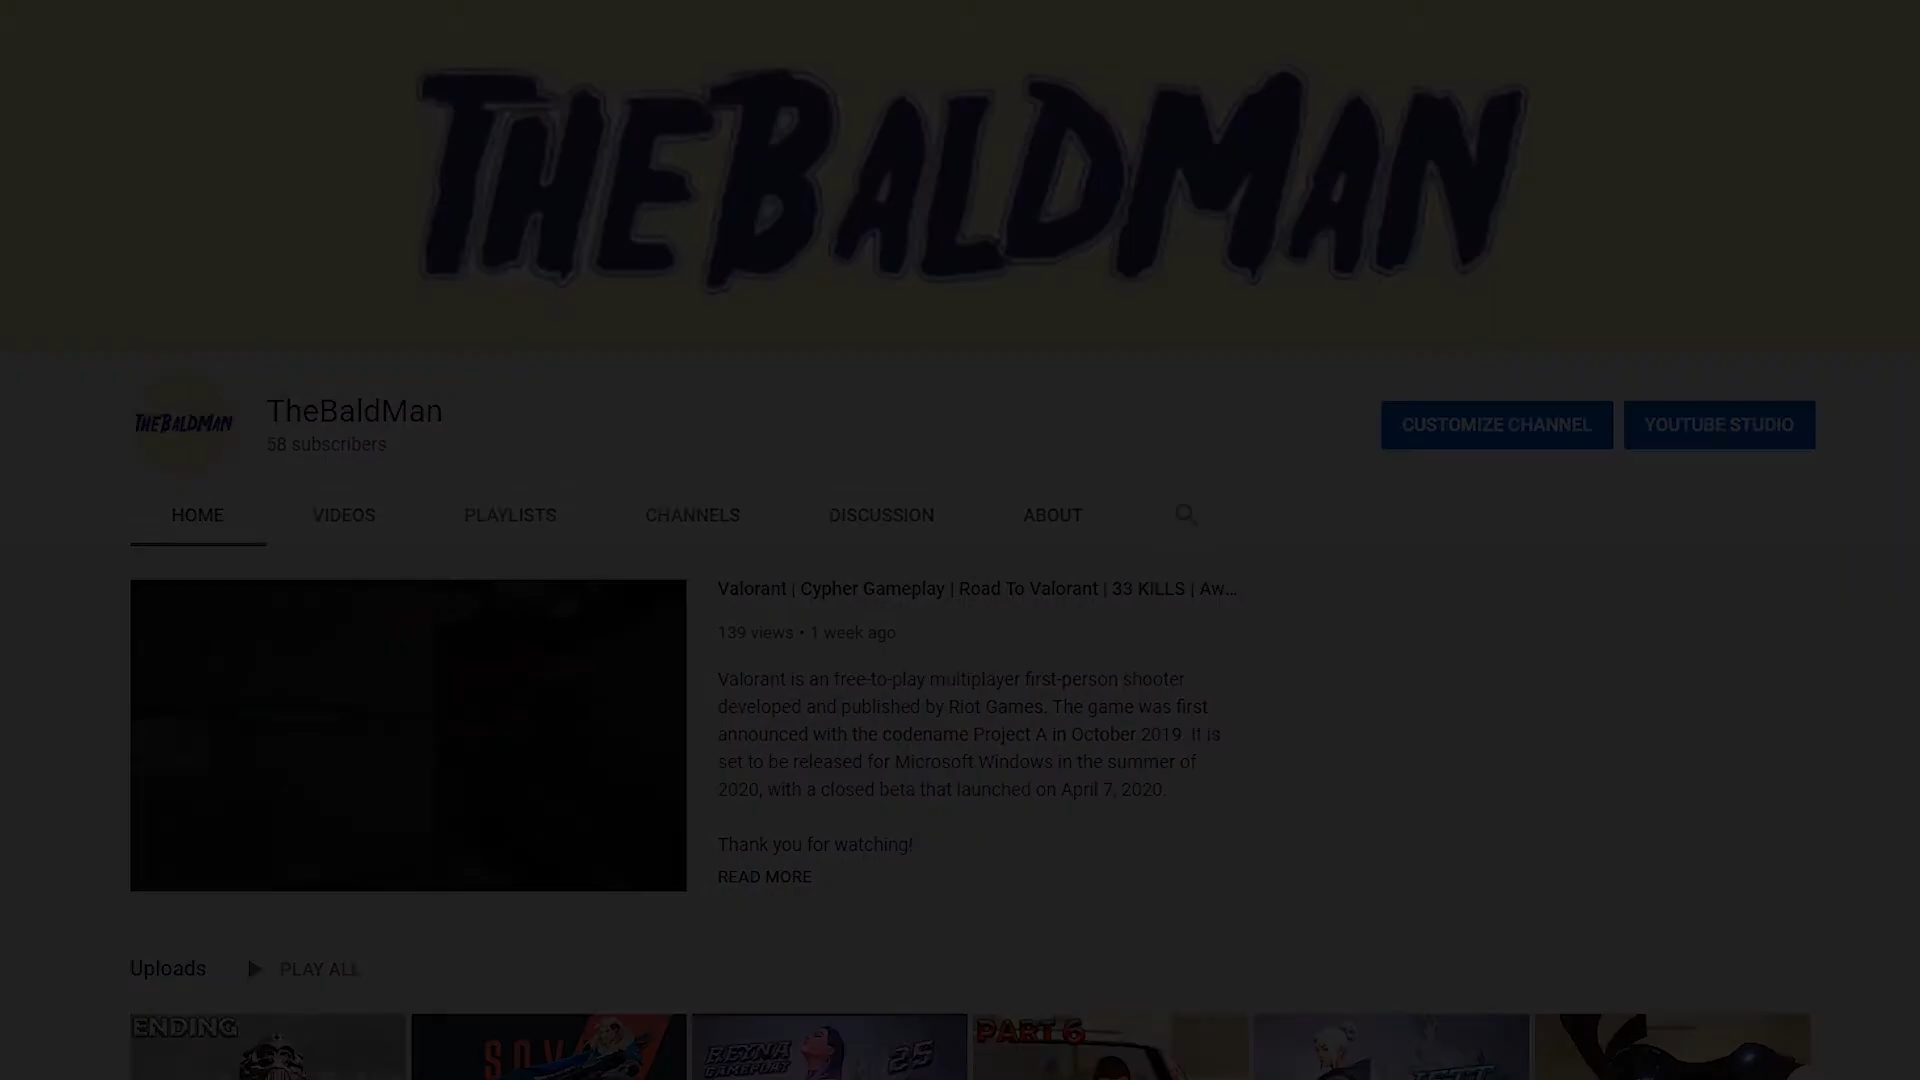 THEBALDMAN
THEBALDMAN
TheBaldMan
58 subscribers
CUSTOMIZE CHANNEL
YOUTUBE STUDIO
HOME VIDEOS PLAYLISTS CHANNELS DISCUSSION ABOUT
Valorant | Cypher Gameplay | Road To Valorant | 33 KILLS | Aw...
139 views • 1 week ago
Valorant is an free-to-play multiplayer first-person shooter
developed and published by Riot Games. The game was first
announced with the codename Project A in October 2019. It is
set to be released for Microsoft Windows in the summer of
2020, with a closed beta that launched on April 7, 2020.
Thank you for watching!
READ MORE
Uploads PLAY ALL
ENDING
REYNA
GAMEPLAY
25
PART 6